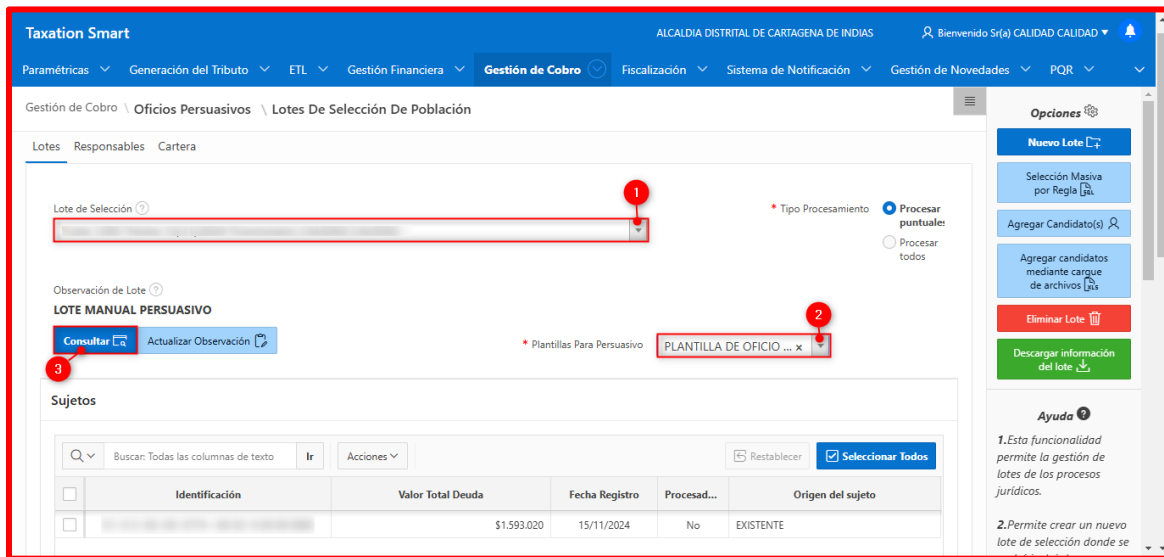 Taxation Smart
ALCALDIA DISTRITAL DE CARTAGENA DE INDIAS
Bienvenido Sr(a) CALIDAD CALIDAD
Paramétricas
Generación del Tributo
ETL
Gestión Financiera
Gestión de Cobro
Fiscalización
Sistema de Notificación
Gestión de Novedades
PQR
Gestión de Cobro \ Oficios Persuasivos \ Lotes De Selección De Población
Lotes
Responsables
Cartera
1
Lote de Selección ?
* Tipo Procesamiento
Procesar
puntuales
Procesar
todos
Observación de Lote ?
LOTE MANUAL PERSUASIVO
2
Consultar
Actualizar Observación
* Plantillas Para Persuasivo
PLANTILLA DE OFICIO ... x
3
Sujetos
Buscar: Todas las columnas de texto
Ir
Acciones
Restablecer
Seleccionar Todos
Identificación
Valor Total Deuda
Fecha Registro
Procesad...
Origen del sujeto
$1.593.020
15/11/2024
No
EXISTENTE
Opciones
Nuevo Lote
Selección Masiva
por Regla SQL
Agregar Candidato(s)
Agregar candidatos
mediante cargue
de archivos XLS
Eliminar Lote
Descargar información
del lote
Ayuda ?
1.Esta funcionalidad
permite la gestión de
lotes de los procesos
jurídicos.
2.Permite crear un nuevo
lote de selección donde se